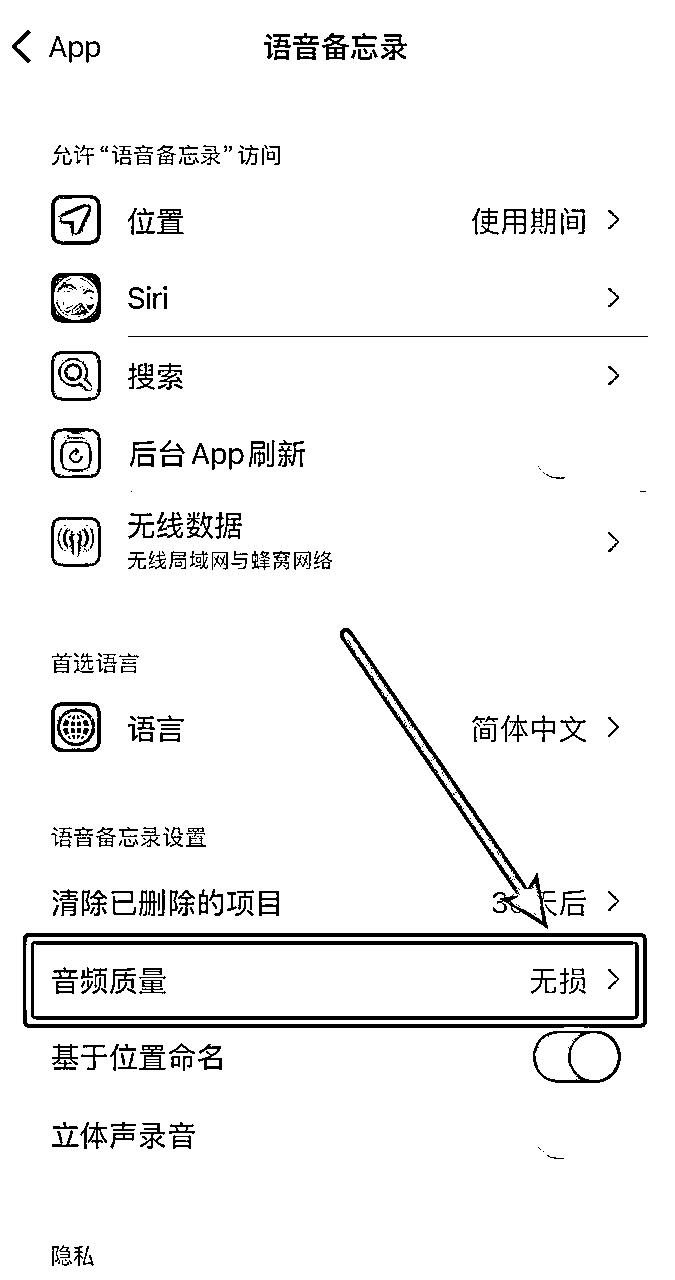 App
语音备忘录
允许“语音备忘录”访问
位置 使用期间
Siri
搜索
后台App刷新
无线数据
无线局域网与蜂窝网络
首选语言
语言 简体中文
语音备忘录设置
清除已删除的项目 天后
音频质量 无损
基于位置命名
立体声录音
隐私